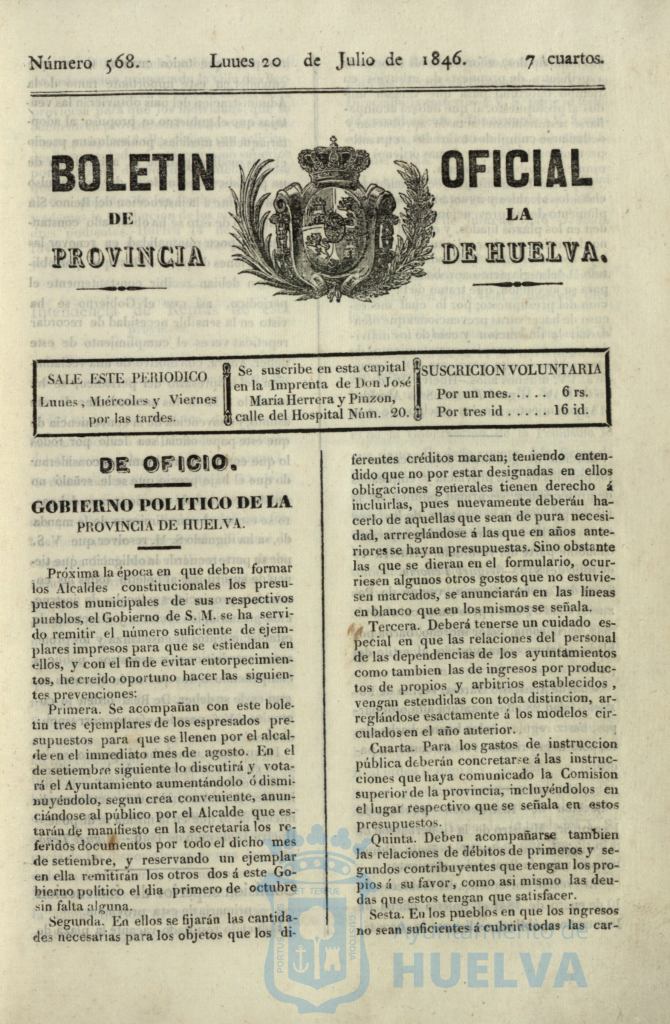 Número 568. Luues 20 de Julio de 1846. 7 cuartos.
BOLETIN OFICIAL
DE LA
PROVINCIA DE HUELVA.
SALE ESTE PERIODICO
Lunes, Miércoles y Viernes
por las tardes.
Se suscribe en esta capital
en la Imprenta de Don José
María Herrera y Pinzon,
calle del Hospital Núm. 20.
SUSCRICION VOLUNTARIA
Por un mes. . . . . 6 rs.
Por tres id . . . . . 16 id.
DE OFICIO.
GOBIERNO POLITICO DE LA
PROVINCIA DE HUELVA.
Próxima la época en que deben formar
los Alcaldes constitucionales los presu-
puestos municipales de sus respectivos
pueblos, el Gobierno de S. M. se ha servi-
do remitir el número suficiente de ejem-
plares impresos para que se estiendan en
ellos, y con el fin de evitar entorpecimien-
tos, he creido oportuno hacer las siguien-
tes prevenciones:
Primera. Se acompañan con este bole-
tin tres ejemplares de los espresados pre-
supuestos para que se llenen por el alcal-
de en el inmediato mes de agosto. En el
de setiembre siguiente lo discutirá y vota-
rá el Ayuntamiento aumentándolo ó dismi-
nuyéndolo, segun crea conveniente, anun-
ciándose al público por el Alcalde que es-
tarán de manifiesto en la secretaría los re-
feridos documentos por todo el dicho mes
de setiembre, y reservando un ejemplar
en ella remitirán los otros dos á este Go-
bierno político el dia primero de octubre
sin falta alguna.
Segunda. En ellos se fijarán las cantida-
des necesarias para los objetos que los di-
ferentes créditos marcan; teniendo enten-
dido que no por estar designadas en ellos
obligaciones generales tienen derecho á
incluirlas, pues nuevamente deberán ha-
cerlo de aquellas que sean de pura necesi-
dad, arrreglándose á las que en años ante-
riores se hayan presupuestas. Sino obstante
las que se dieran en el formulario, ocur-
riesen algunos otros gostos que no estuvie-
sen marcados, se anunciarán en las líneas
en blanco que en los mismos se señala.
Tercera. Deberá tenerse un cuidado es-
pecial en que las relaciones del personal
de las dependencias de los ayuntamientos
como tambien las de ingresos por produc-
tos de propios y arbitrios establecidos,
vengan estendidas con toda distincion, ar-
reglándose esactamente á los modelos cir-
culados en el año anterior.
Cuarta. Para los gastos de instruccion
pública deberán concretarse á las instruc-
ciones que haya comunicado la Comision
superior de la provincia, incluyéndolos en
el lugar respectivo que se señala en estos
presupuestos.
Quinta. Deben acompañarse tambien
las relaciones de débitos de primeros y se-
gundos contribuyentes que tengan los pro-
pios á su favor, como asi mismo las deu-
das que estos tengan que satisfacer.
Sesta. En los pueblos en que los ingresos
no sean suficientes á cubrir todas las car-
Ayuntamiento de
HUELVA